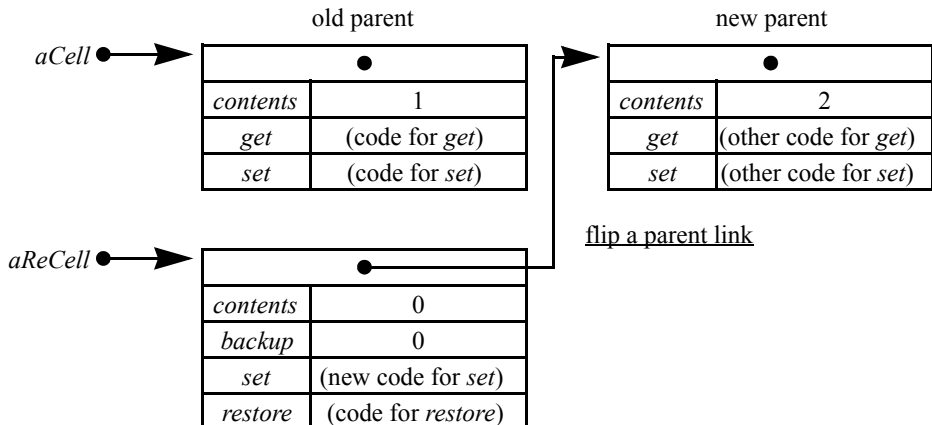 old parent
new parent
aCell
contents 1
get (code for get)
set (code for set)
contents 2
get (other code for get)
set (other code for set)
flip a parent link
aReCell
contents 0
backup 0
set (new code for set)
restore (code for restore)